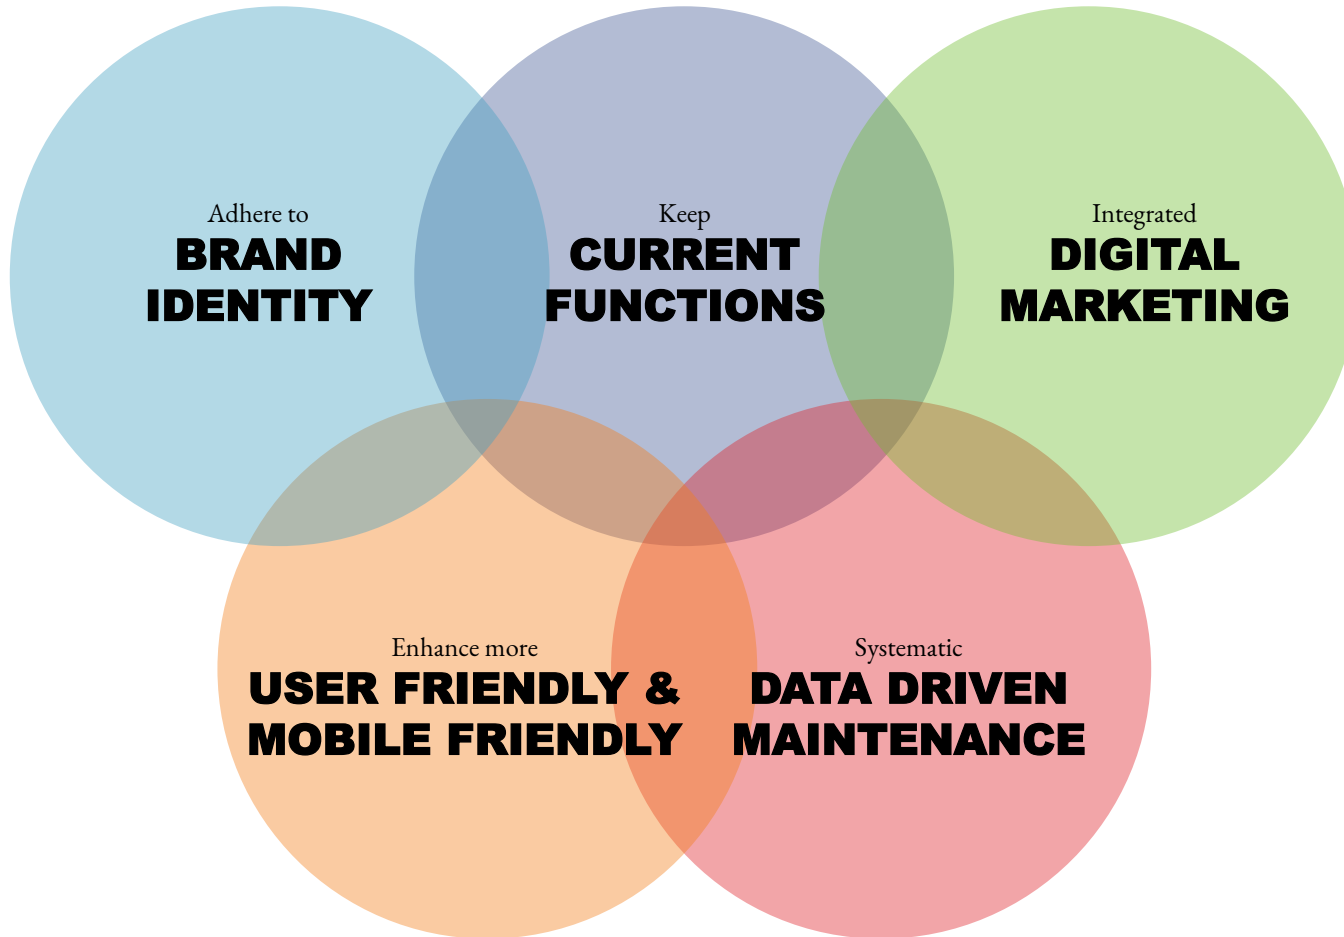 Adhere to
BRAND
IDENTITY
Keep
CURRENT
FUNCTIONS
Integrated
DIGITAL
MARKETING
Enhance more
USER FRIENDLY &
MOBILE FRIENDLY
Systematic
DATA DRIVEN
MAINTENANCE